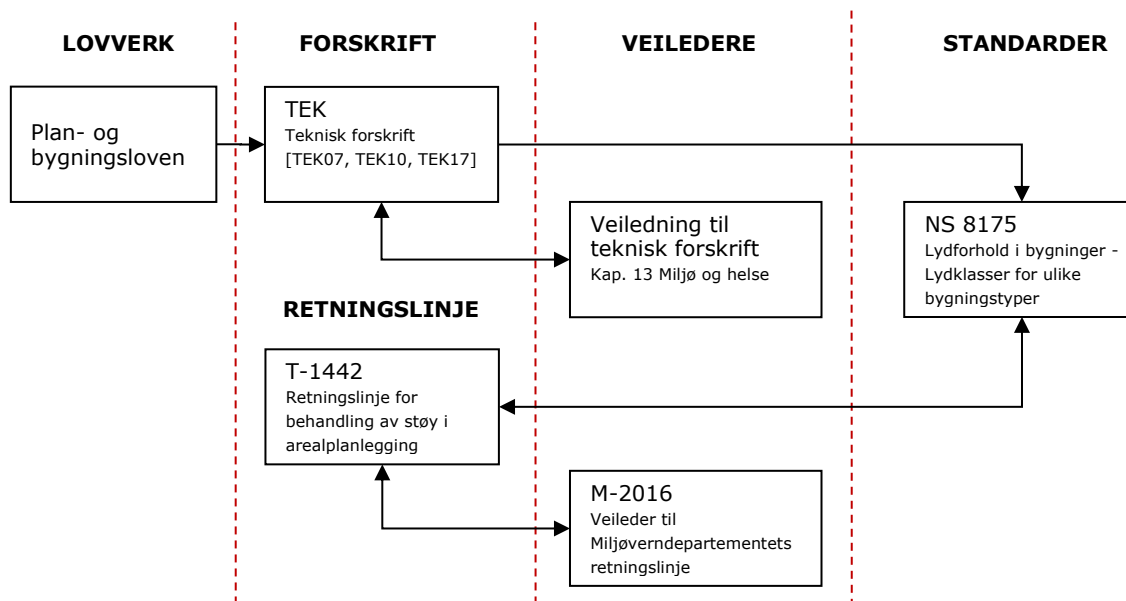 LOVVERK
FORSKRIFT
VEILEDERE
STANDARDER
Plan- og
bygningsloven
TEK
Teknisk forskrift
[TEK07, TEK10, TEK17]
Veiledning til
teknisk forskrift
Kap. 13 Miljø og helse
NS 8175
Lydforhold i bygninger -
Lydklasser for ulike
bygningstyper
RETNINGSLINJE
T-1442
Retningslinje for
behandling av støy i
arealplanlegging
M-2016
Veileder til
Miljøverndepartementets
retningslinje